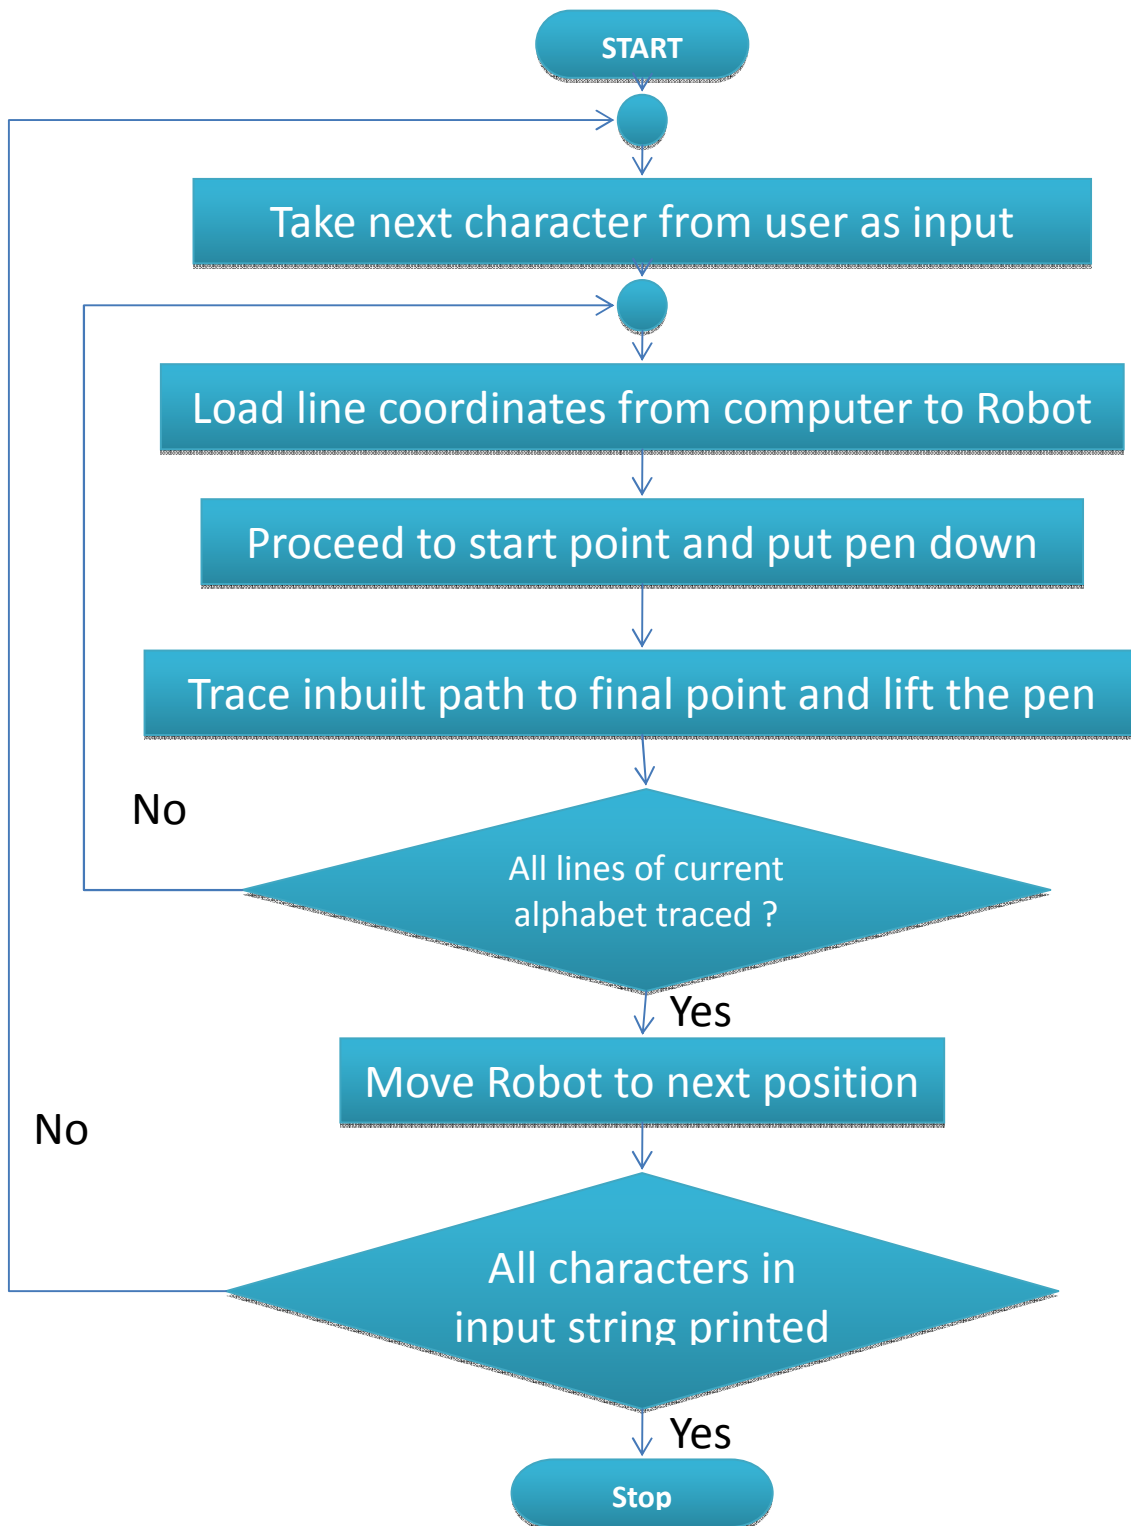 START
Take next character from user as input
Load line coordinates from computer to Robot
Proceed to start point and put pen down
Trace inbuilt path to final point and lift the pen
No
All lines of current
alphabet traced ?
Yes
Move Robot to next position
No
All characters in
input string printed
Yes
Stop